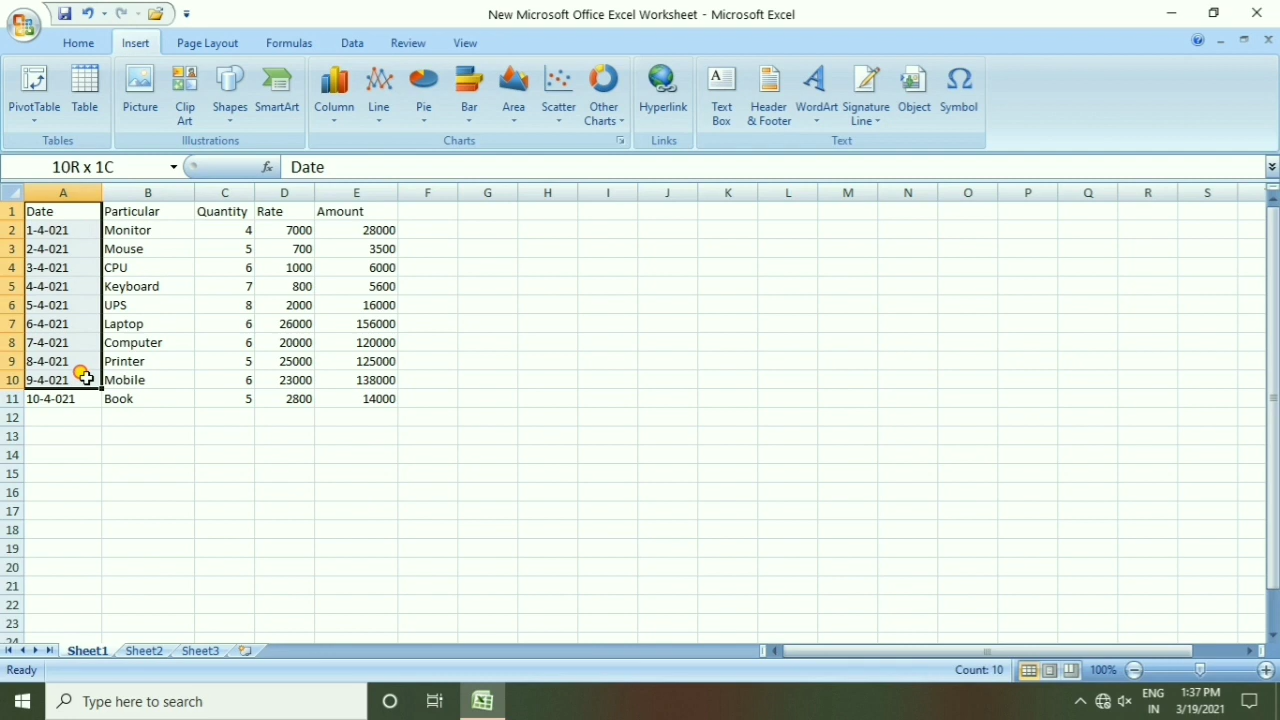 New Microsoft Office Excel Worksheet - Microsoft Excel
Home Insert Page Layout Formulas Data Review View
PivotTable Table Picture Clip Art Shapes SmartArt Column Line Pie Bar Area Scatter Other Charts Hyperlink Text Box Header & Footer WordArt Signature Line Object Symbol
Tables Illustrations Charts Links Text
10R x 1C fx Date
A B C D E F G H I J K L M N O P Q R S
1 Date Particular Quantity Rate Amount
2 1-4-021 Monitor 4 7000 28000
3 2-4-021 Mouse 5 700 3500
4 3-4-021 CPU 6 1000 6000
5 4-4-021 Keyboard 7 800 5600
6 5-4-021 UPS 8 2000 16000
7 6-4-021 Laptop 6 26000 156000
8 7-4-021 Computer 6 20000 120000
9 8-4-021 Printer 5 25000 125000
10 9-4-021 Mobile 6 23000 138000
11 10-4-021 Book 5 2800 14000
12
13
14
15
16
17
18
19
20
21
22
23
24
Sheet1 Sheet2 Sheet3
Ready Count: 10 100%
Type here to search ENG 1:37 PM
IN 3/19/2021